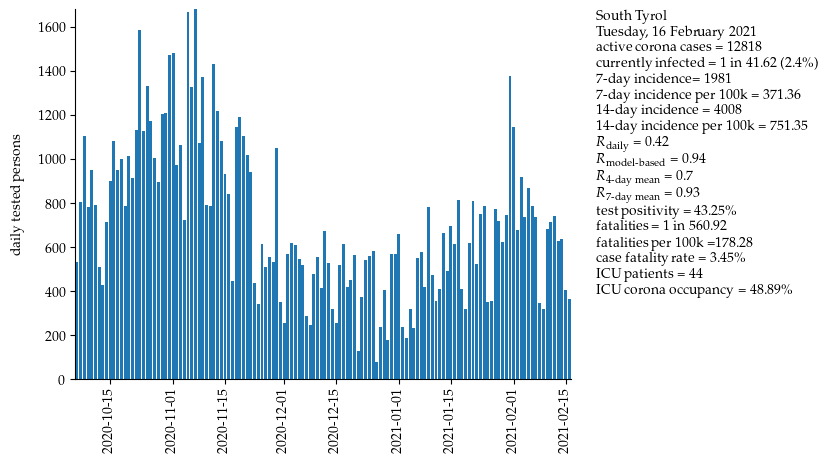 1600
1400
1200
1000
800
600
400
200
0
daily tested persons
2020-10-15
2020-11-01
2020-11-15
2020-12-01
2020-12-15
2021-01-01
2021-01-15
2021-02-01
2021-02-15
South Tyrol
Tuesday, 16 February 2021
active corona cases = 12818
currently infected = 1 in 41.62 (2.4%)
7-day incidence= 1981
7-day incidence per 100k = 371.36
14-day incidence = 4008
14-day incidence per 100k = 751.35
R daily = 0.42
R model-based = 0.94
R 4-day mean = 0.7
R 7-day mean = 0.93
test positivity = 43.25%
fatalities = 1 in 560.92
fatalities per 100k =178.28
case fatality rate = 3.45%
ICU patients = 44
ICU corona occupancy = 48.89%